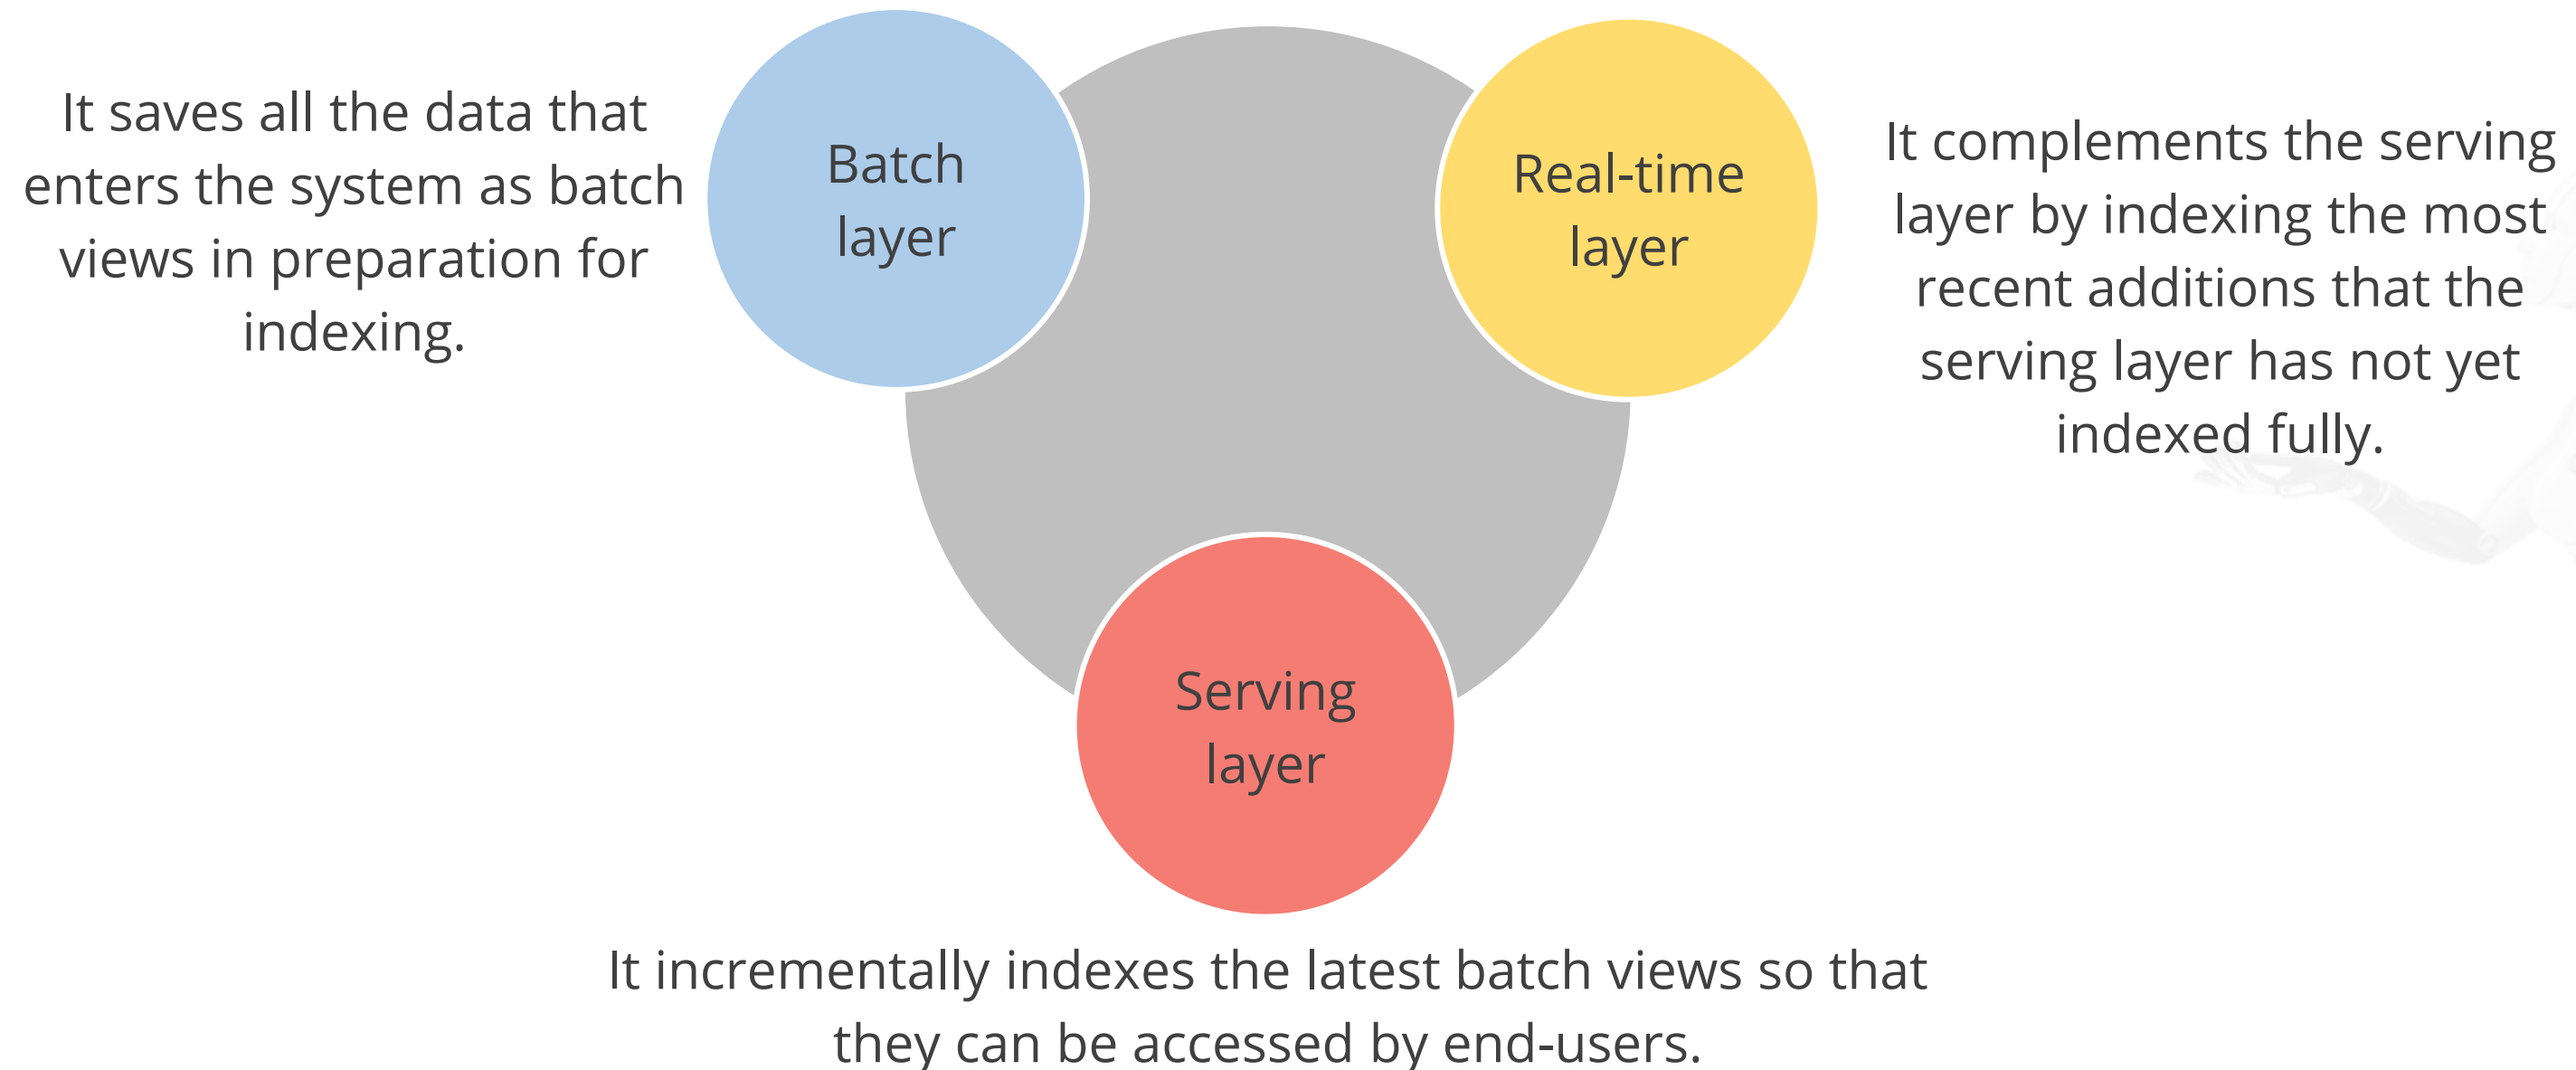 It saves all the data that
enters the system as batch
views in preparation for
indexing.
Batch
layer
Real-time
layer
It complements the serving
layer by indexing the most
recent additions that the
serving layer has not yet
indexed fully.
Serving
layer
It incrementally indexes the latest batch views so that
they can be accessed by end-users.